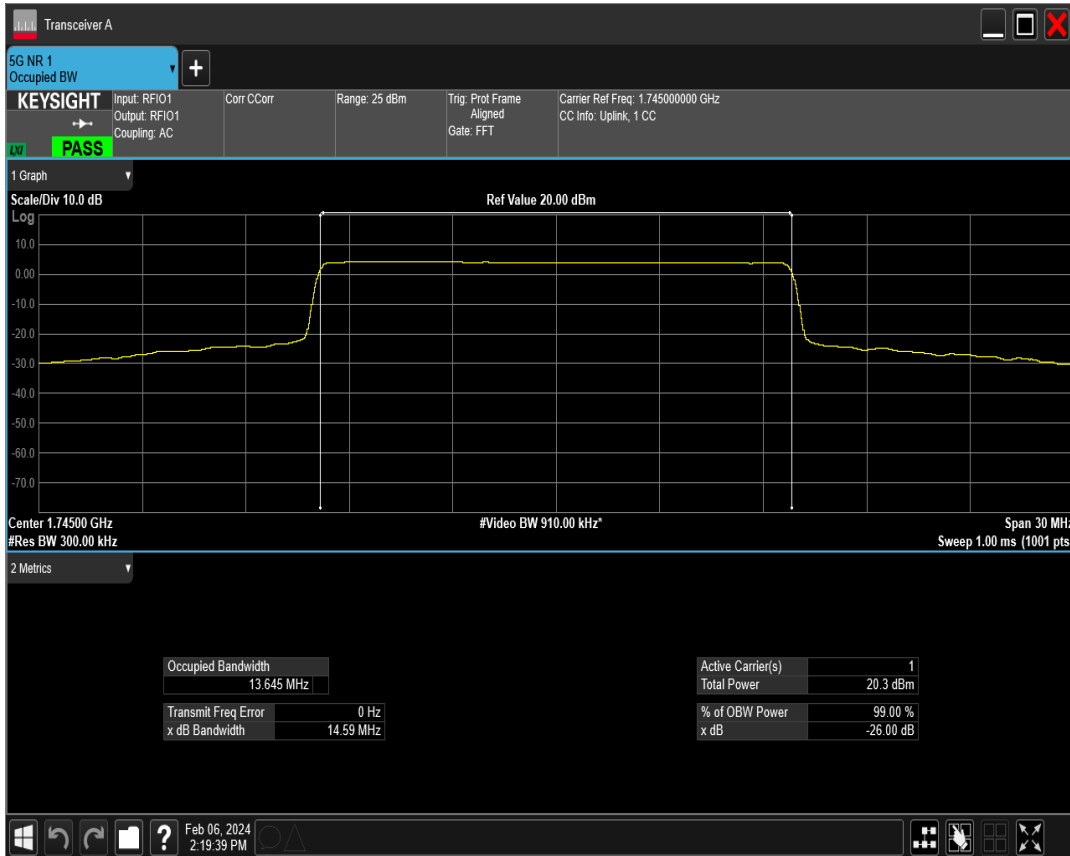 Transceiver A
5G NR 1
Occupied BW
KEYSIGHT
LXI
PASS
Input: RFIO1
Output: RFIO1
Coupling: AC
Corr CCorr
Range: 25 dBm
Trig: Prot Frame
Aligned
Gate: FFT
Carrier Ref Freq: 1.745000000 GHz
CC Info: Uplink, 1 CC
1 Graph
Scale/Div 10.0 dB
Ref Value 20.00 dBm
Log
10.0
0.00
-10.0
-20.0
-30.0
-40.0
-50.0
-60.0
-70.0
Center 1.74500 GHz
#Video BW 910.00 kHz*
Span 30 MHz
#Res BW 300.00 kHz
Sweep 1.00 ms (1001 pts
2 Metrics
Occupied Bandwidth
13.645 MHz
Transmit Freq Error 0 Hz
x dB Bandwidth 14.59 MHz
Active Carrier(s) 1
Total Power 20.3 dBm
% of OBW Power 99.00 %
x dB -26.00 dB
?
Feb 06, 2024
2:19:39 PM